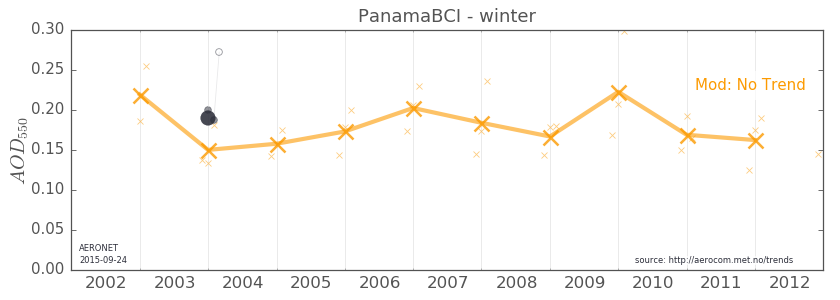 PanamaBCI - winter
0.30
0.25
0.20
0.15
0.10
0.05
0.00
AOD550
Mod: No Trend
AERONET
2015-09-24
source: http://aerocom.met.no/trends
2002 2003 2004 2005 2006 2007 2008 2009 2010 2011 2012